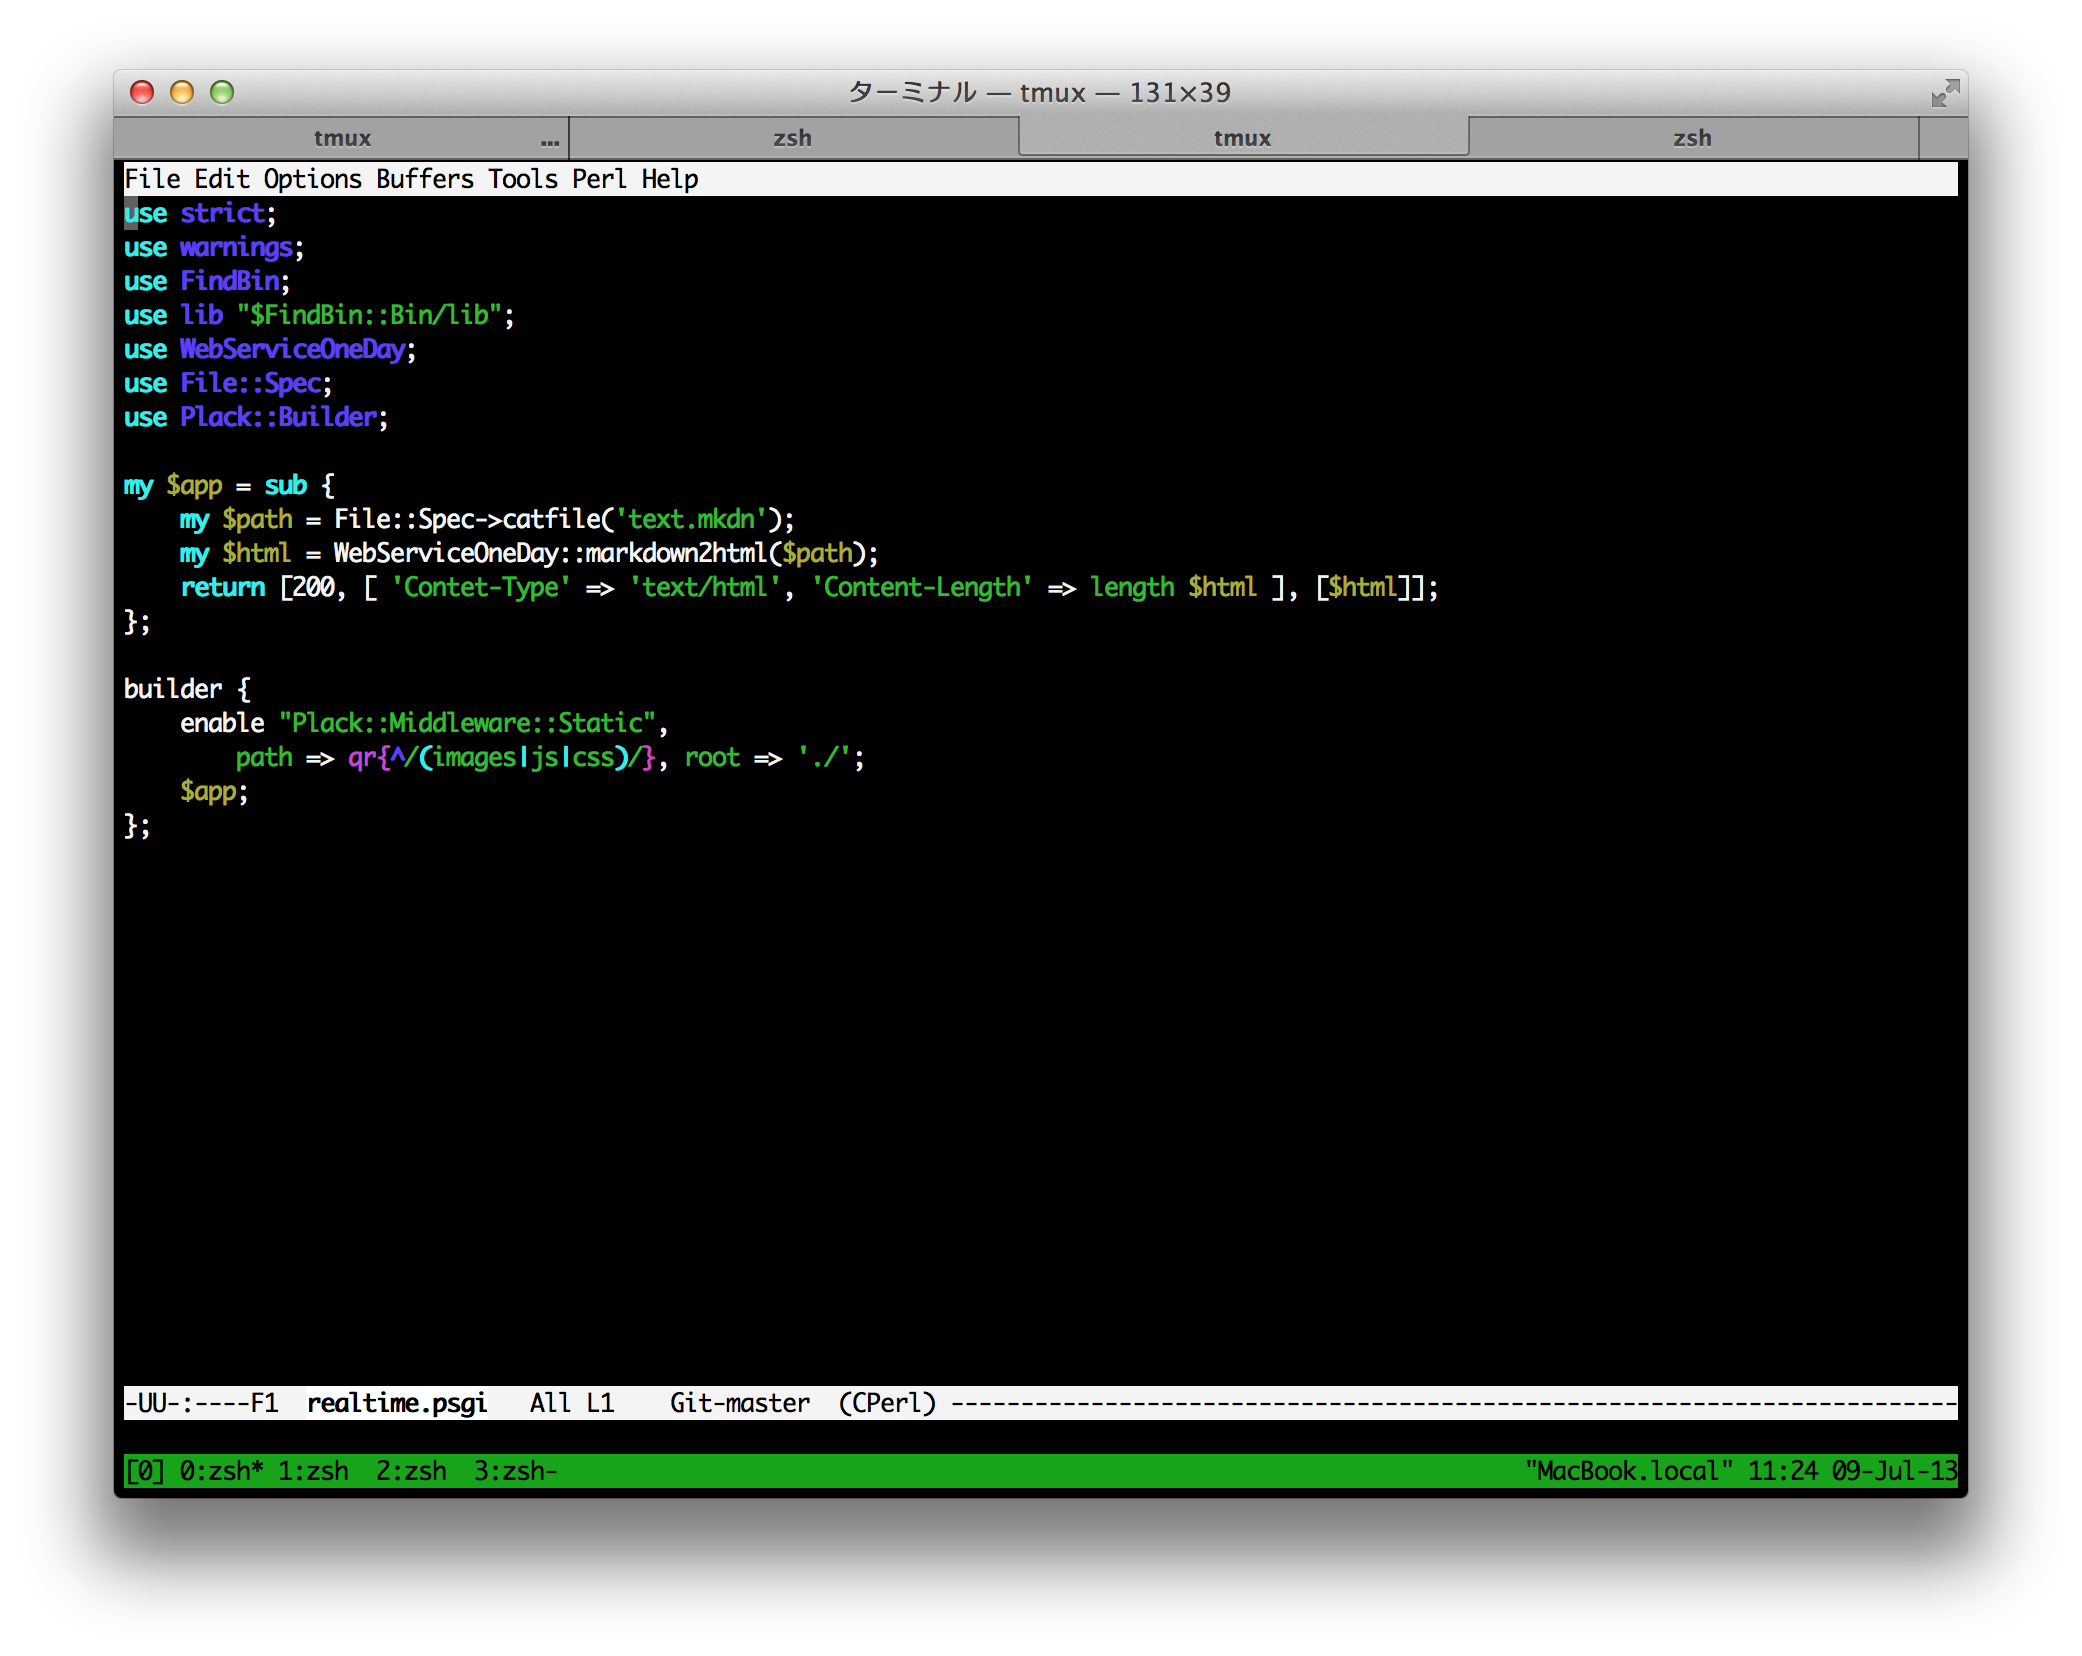 ターミナル — tmux — 131×39
tmux ... zsh tmux zsh
File Edit Options Buffers Tools Perl Help
use strict;
use warnings;
use FindBin;
use lib "$FindBin::Bin/lib";
use WebServiceOneDay;
use File::Spec;
use Plack::Builder;
my $app = sub {
    my $path = File::Spec->catfile('text.mkdn');
    my $html = WebServiceOneDay::markdown2html($path);
    return [200, [ 'Contet-Type' => 'text/html', 'Content-Length' => length $html ], [$html]];
};
builder {
    enable "Plack::Middleware::Static",
        path => qr{^/(images|js|css)/}, root => './';
    $app;
};
-UU-:----F1  realtime.psgi   All L1    Git-master  (CPerl) ------------------------------------------------------------------------
[0] 0:zsh* 1:zsh  2:zsh  3:zsh- "MacBook.local" 11:24 09-Jul-13